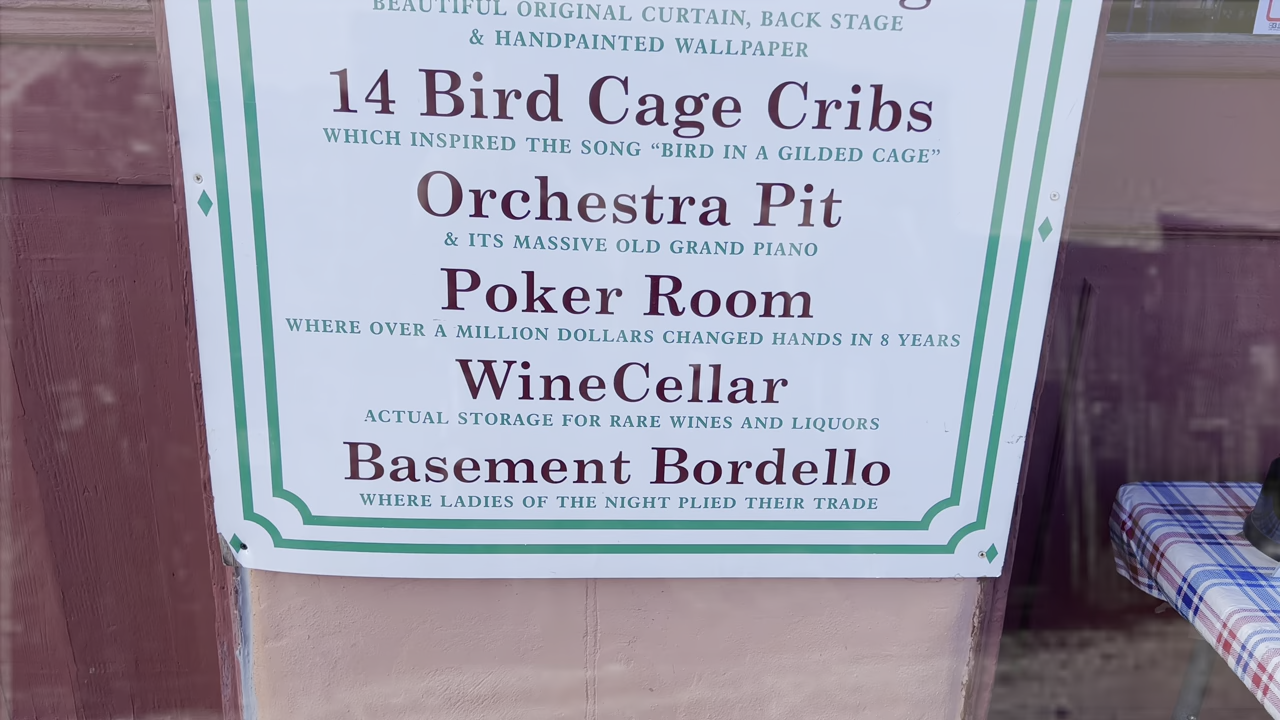 BEAUTIFUL ORIGINAL CURTAIN, BACK STAGE
& HANDPAINTED WALLPAPER
14 Bird Cage Cribs
WHICH INSPIRED THE SONG “BIRD IN A GILDED CAGE”
Orchestra Pit
& ITS MASSIVE OLD GRAND PIANO
Poker Room
WHERE OVER A MILLION DOLLARS CHANGED HANDS IN 8 YEARS
WineCellar
ACTUAL STORAGE FOR RARE WINES AND LIQUORS
Basement Bordello
WHERE LADIES OF THE NIGHT PLIED THEIR TRADE